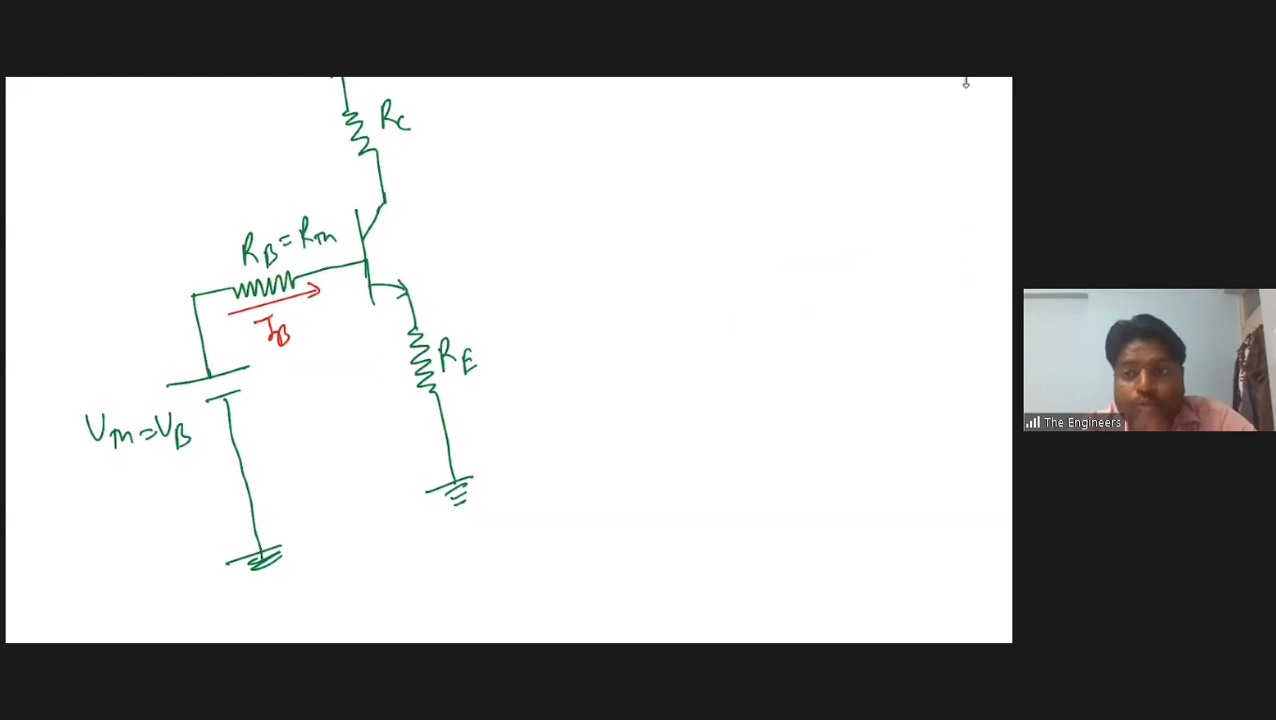 Rc
RB = RTh
IB
RE
VTh = VB
The Engineers